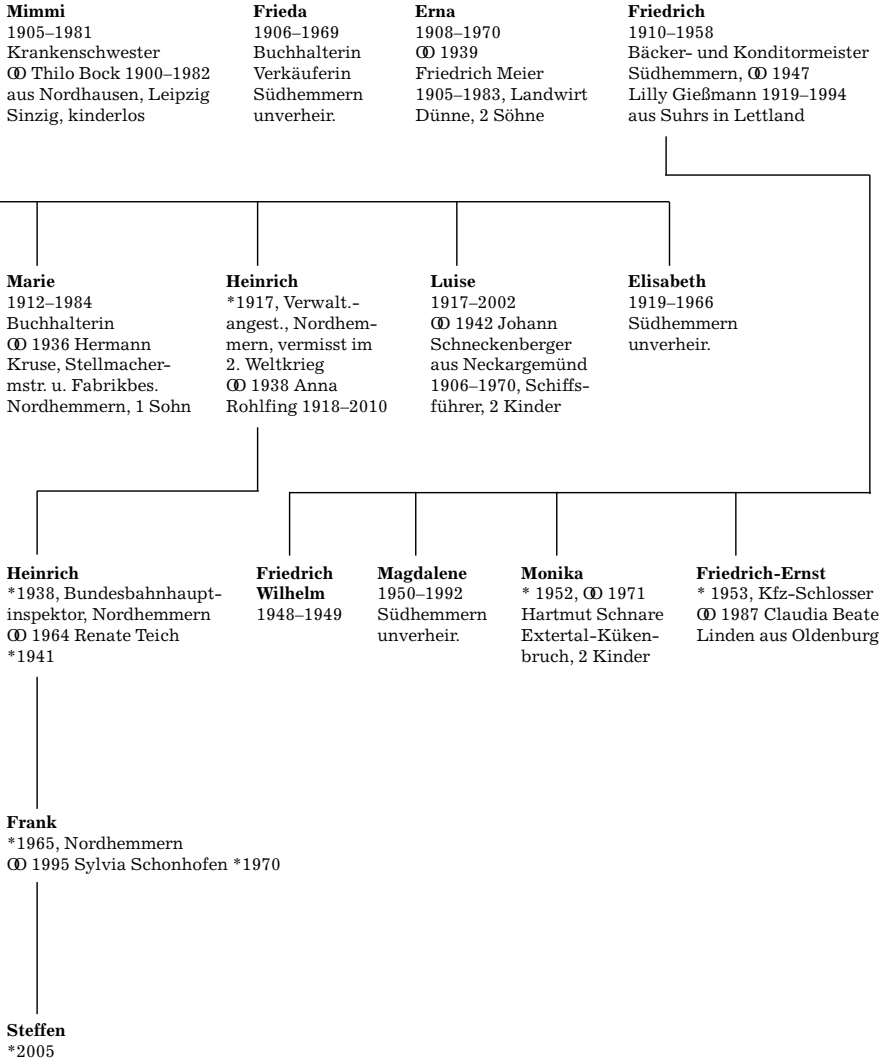 Mimmi
1905–1981
Krankenschwester
⚭ Thilo Bock 1900–1982
aus Nordhausen, Leipzig
Sinzig, kinderlos
Frieda
1906–1969
Buchhalterin
Verkäuferin
Südhemmern
unverheir.
Erna
1908–1970
⚭ 1939
Friedrich Meier
1905–1983, Landwirt
Dünne, 2 Söhne
Friedrich
1910–1958
Bäcker- und Konditormeister
Südhemmern, ⚭ 1947
Lilly Gießmann 1919–1994
aus Suhrs in Lettland
Marie
1912–1984
Buchhalterin
⚭ 1936 Hermann
Kruse, Stellmacher-
mstr. u. Fabrikbes.
Nordhemmern, 1 Sohn
Heinrich
*1917, Verwalt.-
angest., Nordhem-
mern, vermisst im
2. Weltkrieg
⚭ 1938 Anna
Rohlfing 1918–2010
Luise
1917–2002
⚭ 1942 Johann
Schneckenberger
aus Neckargemünd
1906–1970, Schiffs-
führer, 2 Kinder
Elisabeth
1919–1966
Südhemmern
unverheir.
Heinrich
*1938, Bundesbahnhaupt-
inspektor, Nordhemmern
⚭ 1964 Renate Teich
*1941
Friedrich
Wilhelm
1948–1949
Magdalene
1950–1992
Südhemmern
unverheir.
Monika
* 1952, ⚭ 1971
Hartmut Schnare
Extertal-Küken-
bruch, 2 Kinder
Friedrich-Ernst
* 1953, Kfz-Schlosser
⚭ 1987 Claudia Beate
Linden aus Oldenburg
Frank
*1965, Nordhemmern
⚭ 1995 Sylvia Schonhofen *1970
Steffen
*2005